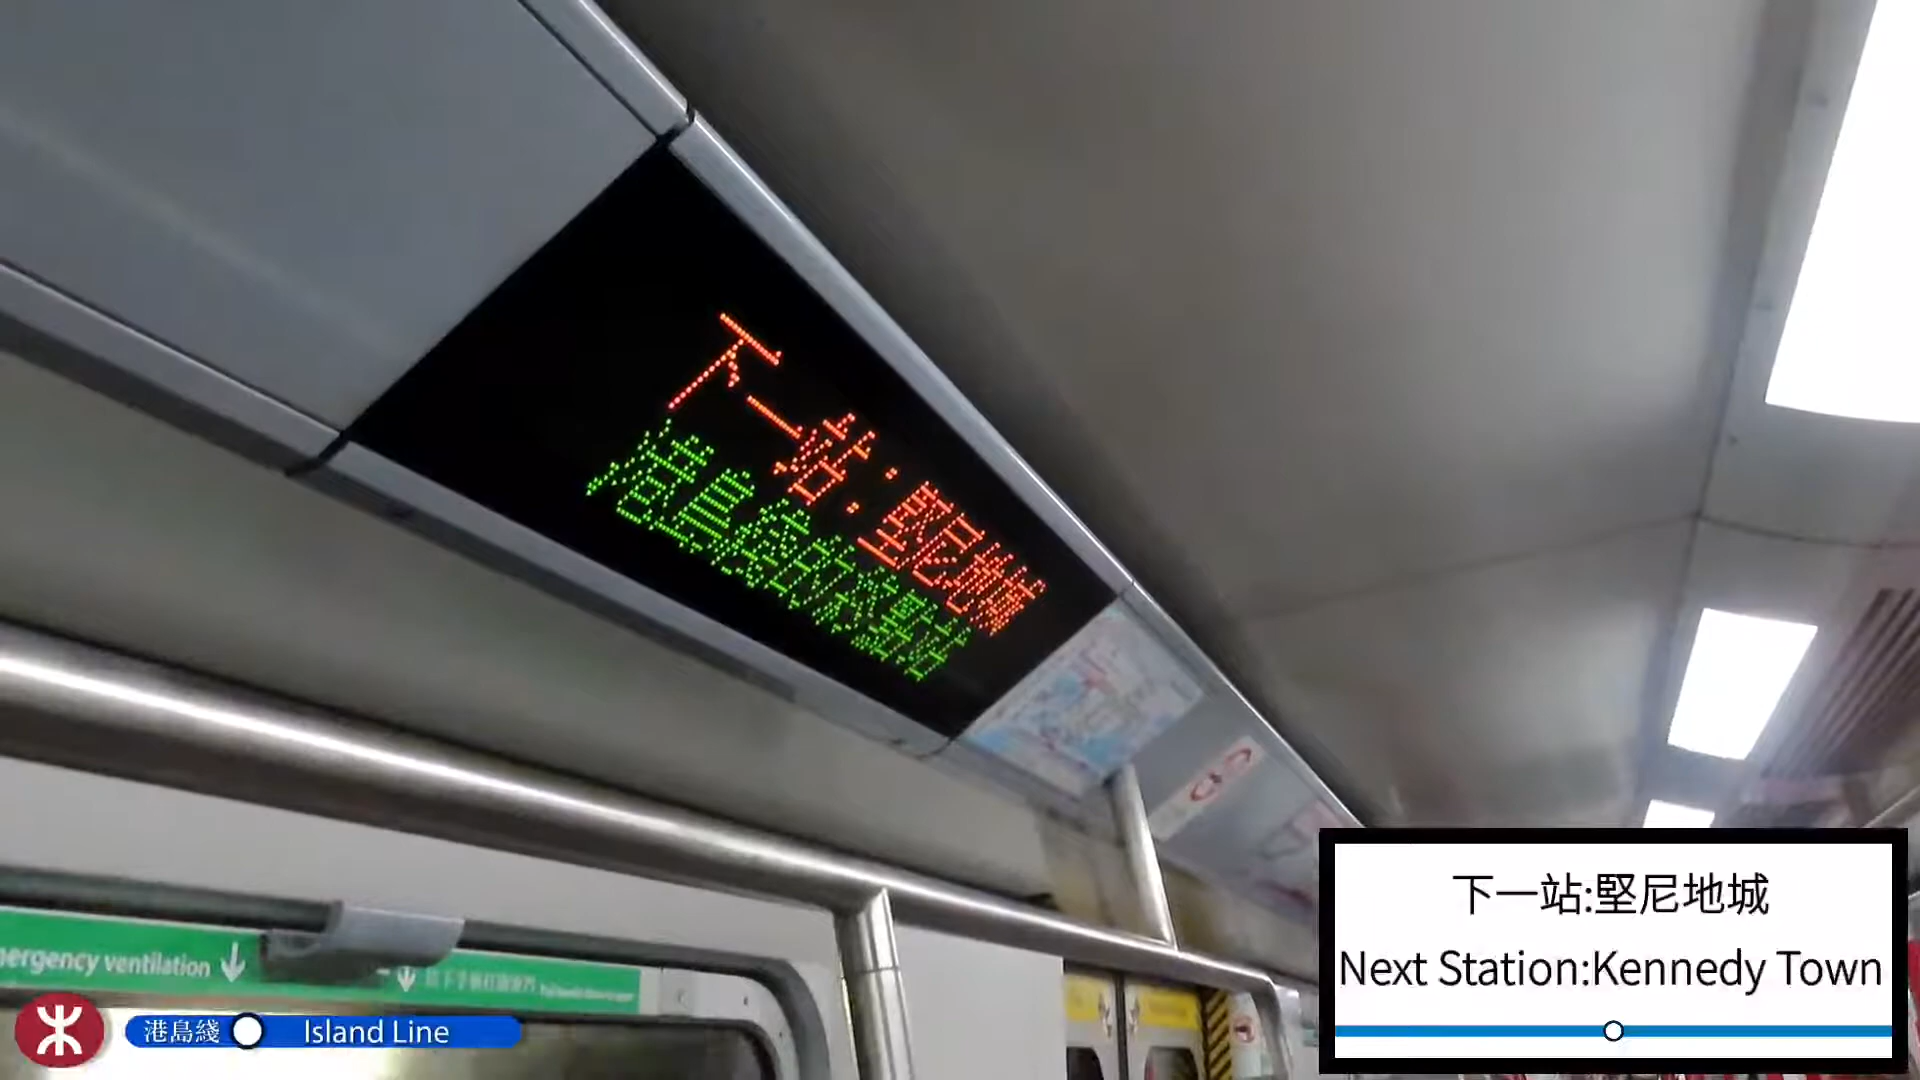 下一站：堅尼地城
港島綫的終點站
mergency ventilation
港島綫 Island Line
下一站:堅尼地城
Next Station:Kennedy Town